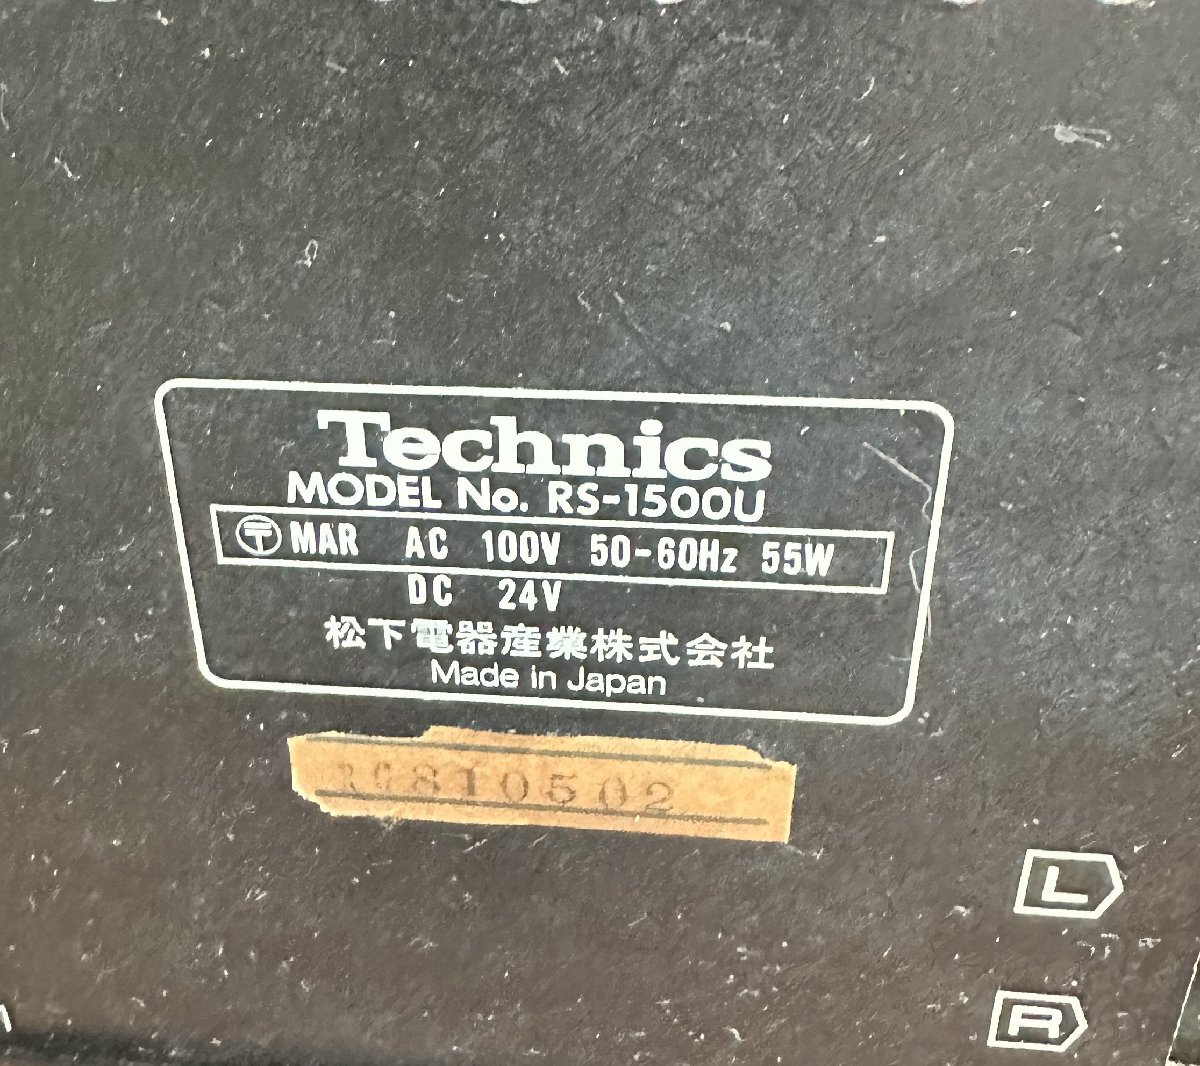 Technics
MODEL No. RS-1500U
〒 MAR AC 100V 50-60Hz 55W
DC 24V
松下電器産業株式会社
Made in Japan
L
R